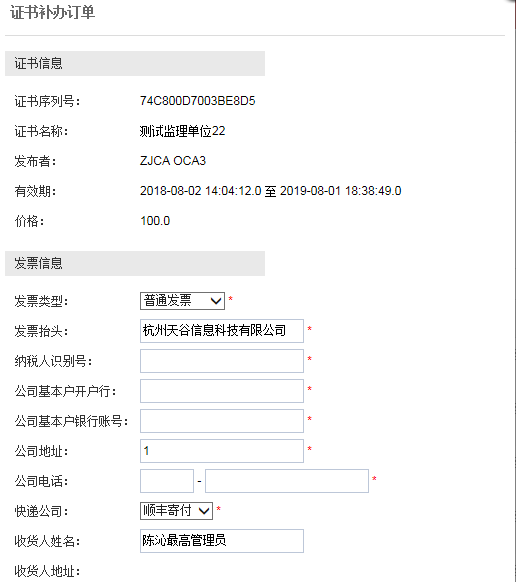 证书补办订单
证书信息
证书序列号： 74C800D7003BE8D5
证书名称： 测试监理单位22
发布者： ZJCA OCA3
有效期： 2018-08-02 14:04:12.0 至 2019-08-01 18:38:49.0
价格： 100.0
发票信息
发票类型： 普通发票 *
发票抬头： 杭州天谷信息科技有限公司 *
纳税人识别号： *
公司基本户开户行： *
公司基本户银行账号： *
公司地址： 1 *
公司电话： - *
快递公司： 顺丰寄付 *
收货人姓名： 陈沁最高管理员
收货人地址：